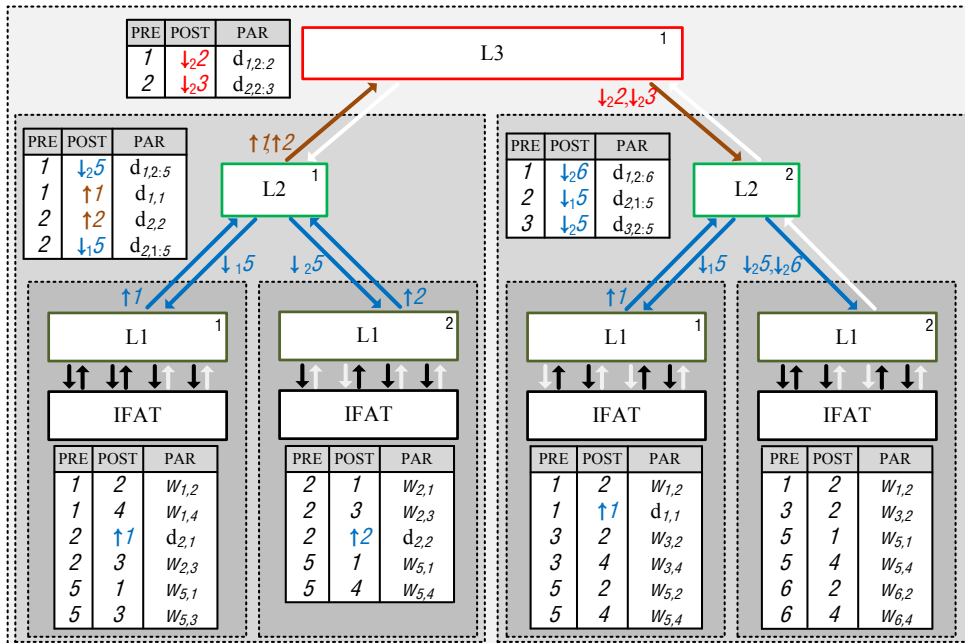 PRE POST PAR
1 ↓₂2 d1,2:2
2 ↓₂3 d2,2:3
L3 1
↓₂2,↓₂3
↑1,↑2
PRE POST PAR
1 ↓₂5 d1,2:5
1 ↑1 d1,1
2 ↑2 d2,2
2 ↓₁5 d2,1:5
L2 1
PRE POST PAR
1 ↓₂6 d1,2:6
2 ↓₁5 d2,1:5
3 ↓₂5 d3,2:5
L2 2
↑1 ↓₁5 ↓₂5 ↑2
↑1 ↓₁5 ↓₂5,↓₂6
L1 1
L1 2
L1 1
L1 2
IFAT
IFAT
IFAT
IFAT
PRE POST PAR
1 2 w1,2
1 4 w1,4
2 ↑1 d2,1
2 3 w2,3
5 1 w5,1
5 3 w5,3
PRE POST PAR
2 1 w2,1
2 3 w2,3
2 ↑2 d2,2
5 1 w5,1
5 4 w5,4
PRE POST PAR
1 2 w1,2
1 ↑1 d1,1
3 2 w3,2
3 4 w3,4
5 2 w5,2
5 4 w5,4
PRE POST PAR
1 2 w1,2
3 2 w3,2
5 1 w5,1
5 4 w5,4
6 2 w6,2
6 4 w6,4